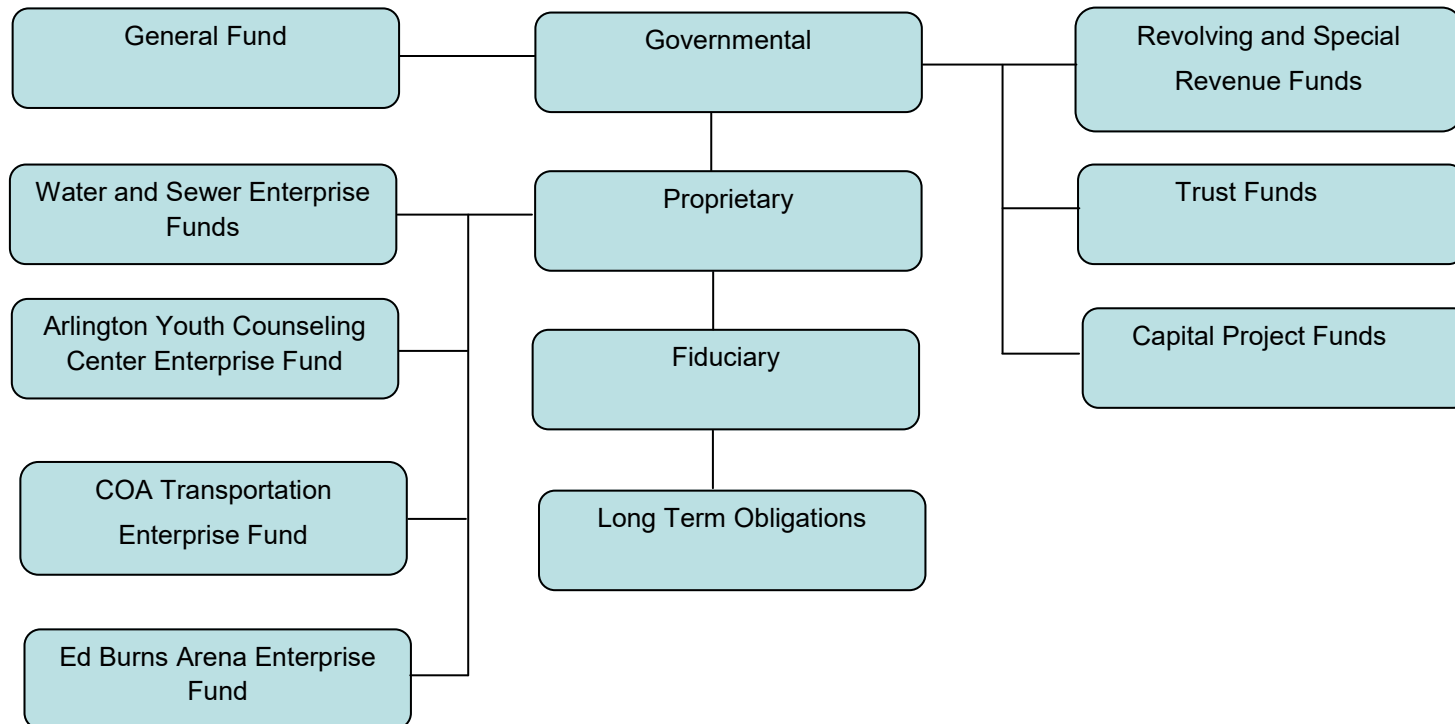 General Fund
Governmental
Revolving and Special
Revenue Funds
Water and Sewer Enterprise
Funds
Proprietary
Trust Funds
Arlington Youth Counseling
Center Enterprise Fund
Fiduciary
Capital Project Funds
COA Transportation
Enterprise Fund
Long Term Obligations
Ed Burns Arena Enterprise
Fund